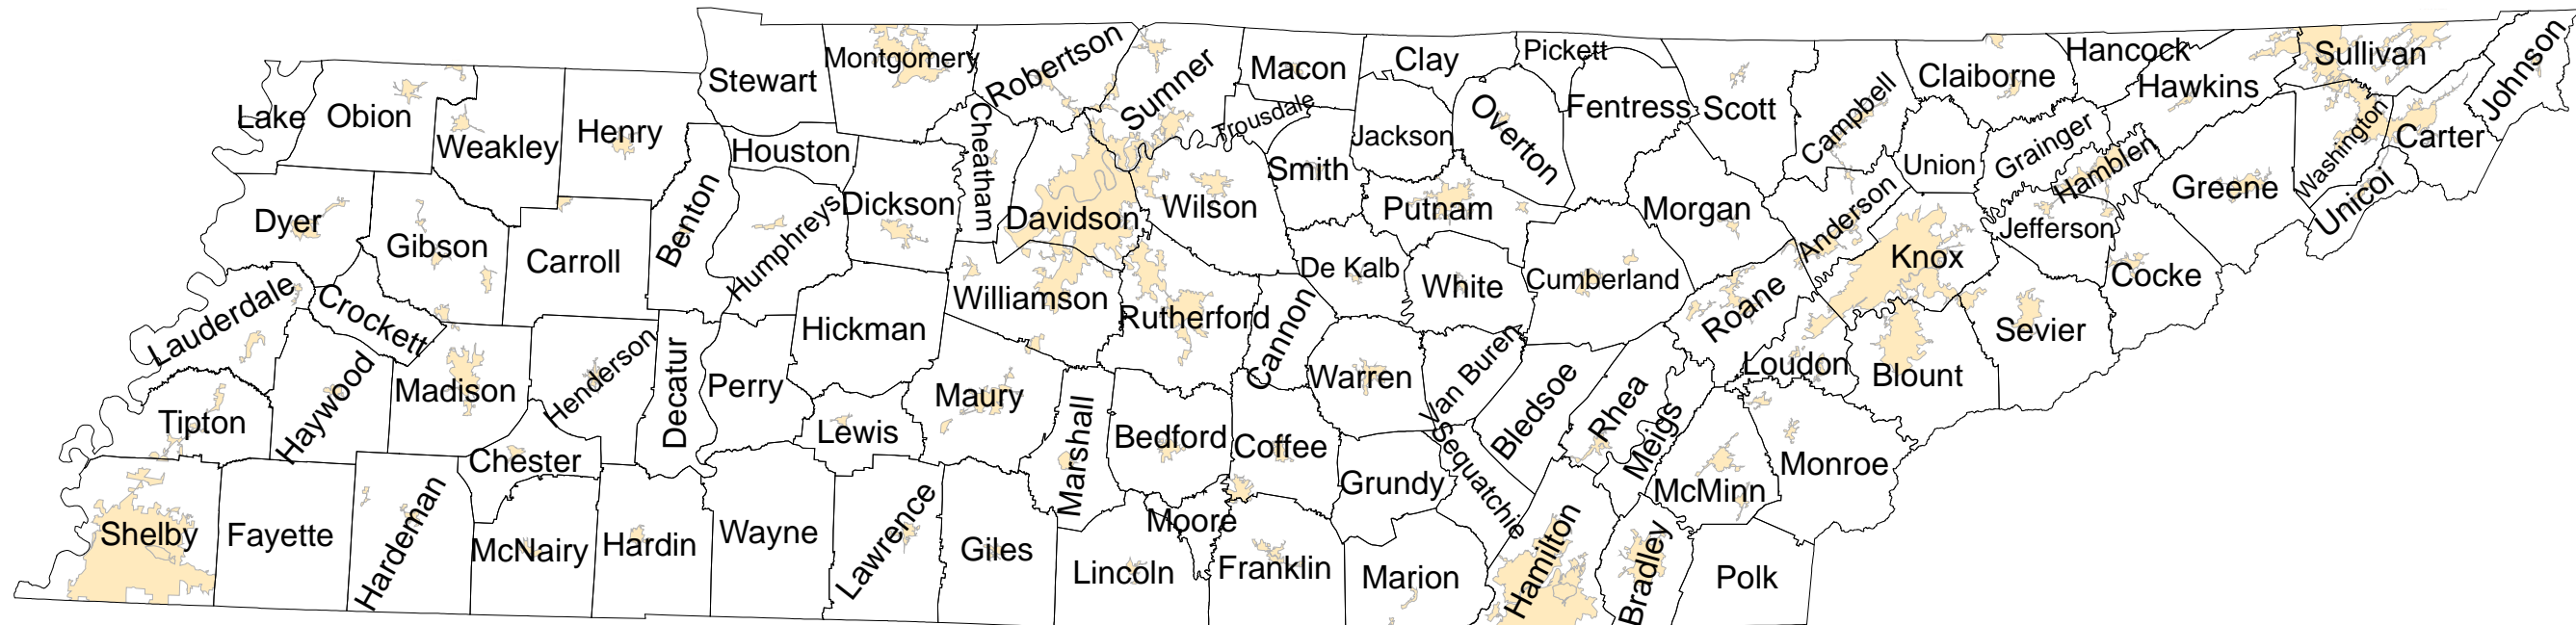 Lake
Obion
Weakley
Henry
Stewart
Montgomery
Robertson
Sumner
Macon
Clay
Pickett
Trousdale
Cheatham
Houston
Dickson
Humphreys
Benton
Carroll
Gibson
Dyer
Lauderdale
Crockett
Haywood
Tipton
Madison
Henderson
Decatur
Perry
Hickman
Williamson
Davidson
Wilson
Smith
Jackson
Overton
Fentress
Scott
Campbell
Claiborne
Hancock
Hawkins
Sullivan
Johnson
Carter
Washington
Unicoi
Greene
Hamblen
Grainger
Union
Anderson
Morgan
Putnam
De Kalb
White
Cumberland
Roane
Knox
Jefferson
Cocke
Sevier
Blount
Loudon
Monroe
McMinn
Meigs
Rhea
Bledsoe
Van Buren
Warren
Cannon
Rutherford
Maury
Lewis
Marshall
Bedford
Coffee
Grundy
Sequatchie
Hamilton
Bradley
Polk
Marion
Franklin
Moore
Lincoln
Giles
Lawrence
Wayne
Hardin
Chester
McNairy
Hardeman
Fayette
Shelby